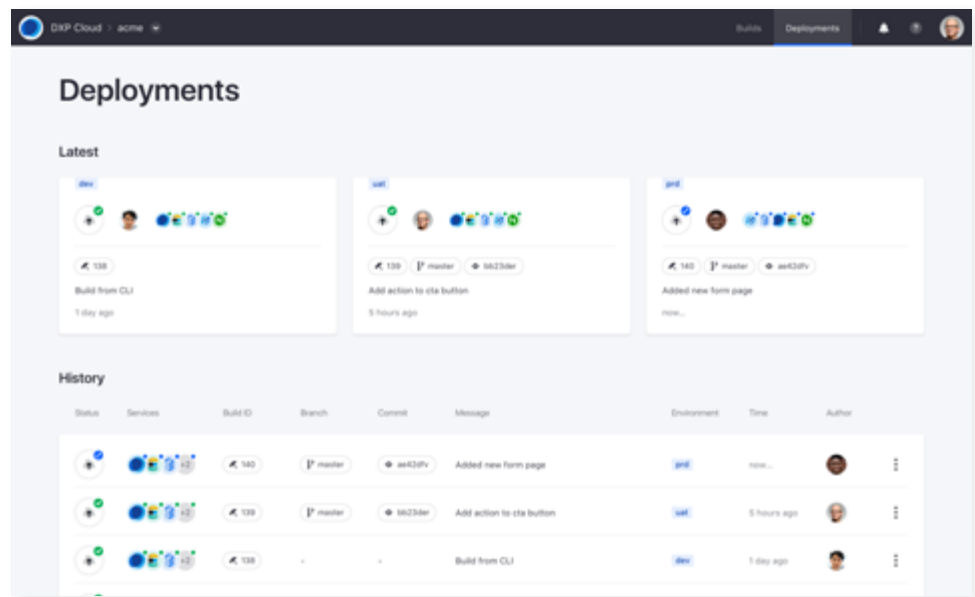 DXP Cloud > acme
Builds Deployments
Deployments
Latest
dev uat prd
138 139 master bb23der 140 master ae42dfv
Build from CLI Add action to cta button Added new form page
1 day ago 5 hours ago now...
History
Status Services Build ID Branch Commit Message Environment Time Author
+2 140 master ae42dfv Added new form page prd now...
+2 139 master bb23der Add action to cta button uat 5 hours ago
+2 138 - - Build from CLI dev 1 day ago